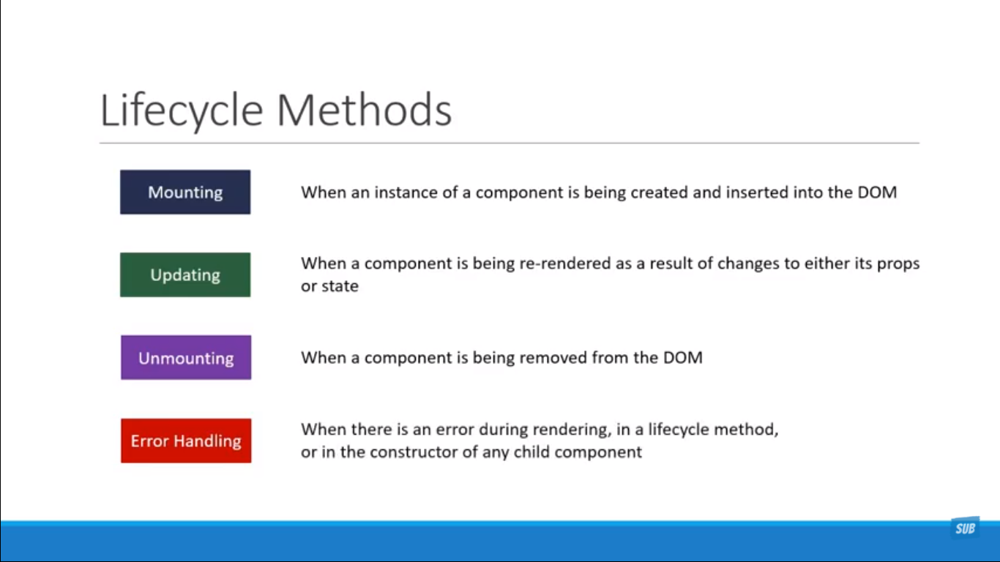 Lifecycle Methods
Mounting
When an instance of a component is being created and inserted into the DOM
Updating
When a component is being re-rendered as a result of changes to either its props
or state
Unmounting
When a component is being removed from the DOM
Error Handling
When there is an error during rendering, in a lifecycle method,
or in the constructor of any child component
SUB